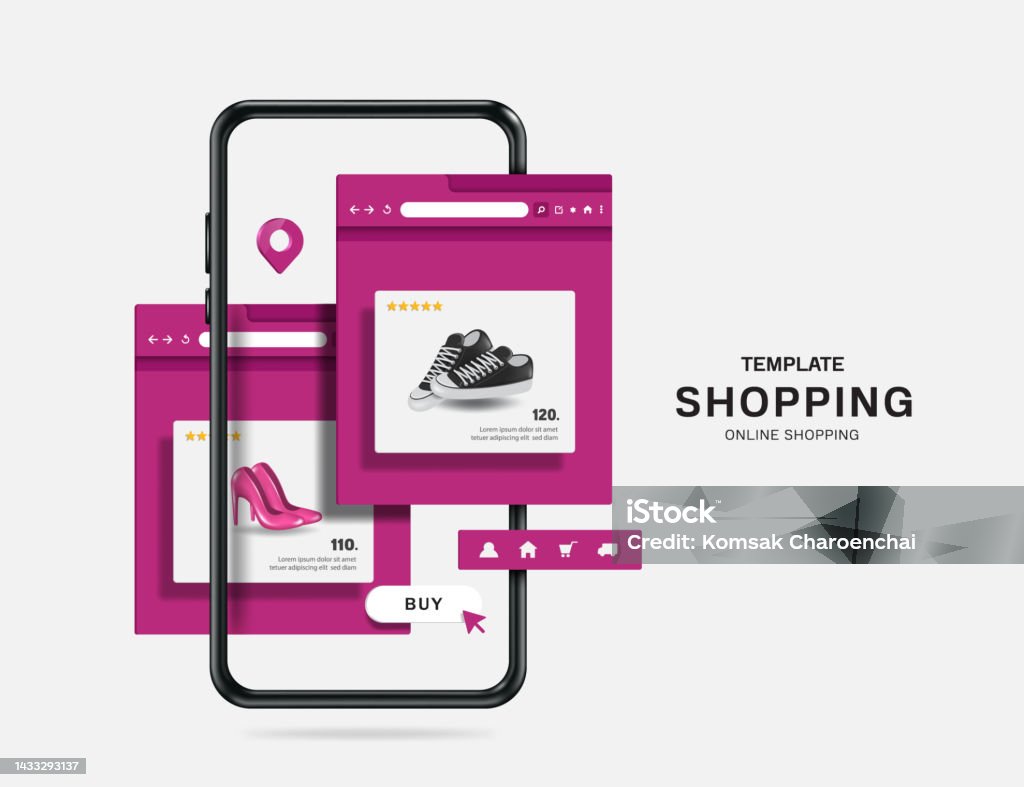 120.
Lorem ipsum dolor sit amet
tetuer adipiscing elit sed diam
110.
Lorem ipsum dolor sit amet
tetuer adipiscing elit sed diam
BUY
TEMPLATE
SHOPPING
ONLINE SHOPPING
iStock™
Credit: Komsak Charoenchai
1433293137